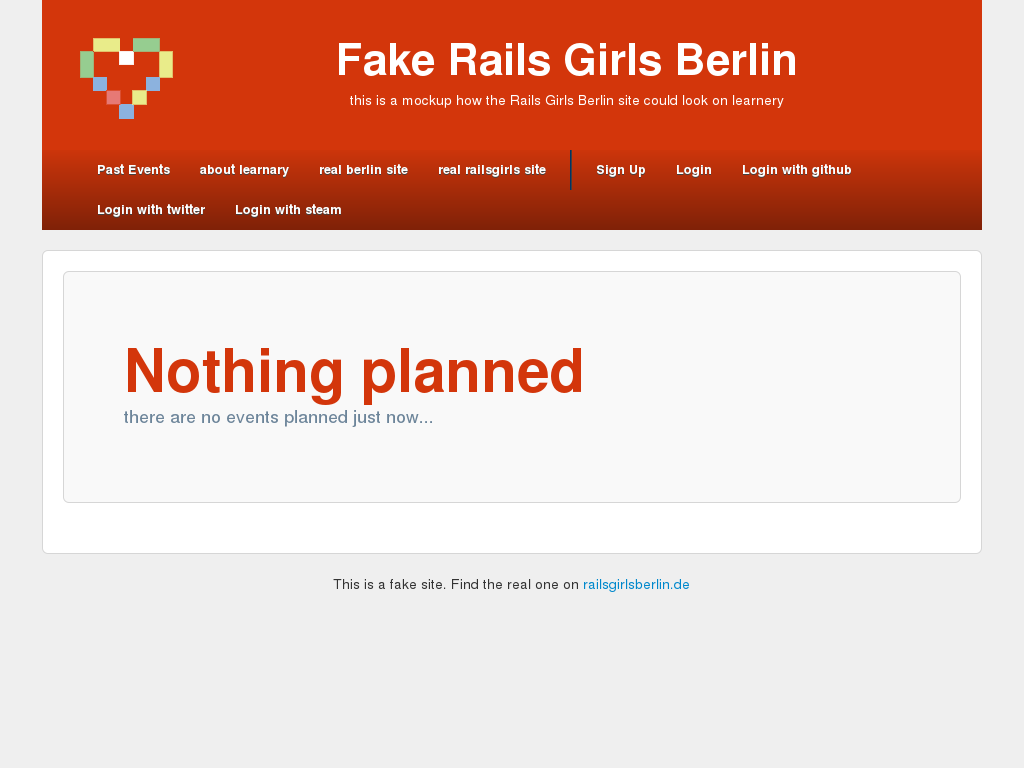 Fake Rails Girls Berlin
this is a mockup how the Rails Girls Berlin site could look on learnery
Past Events about learnary real berlin site real railsgirls site Sign Up Login Login with github
Login with twitter Login with steam
Nothing planned
there are no events planned just now...
This is a fake site. Find the real one on railsgirlsberlin.de